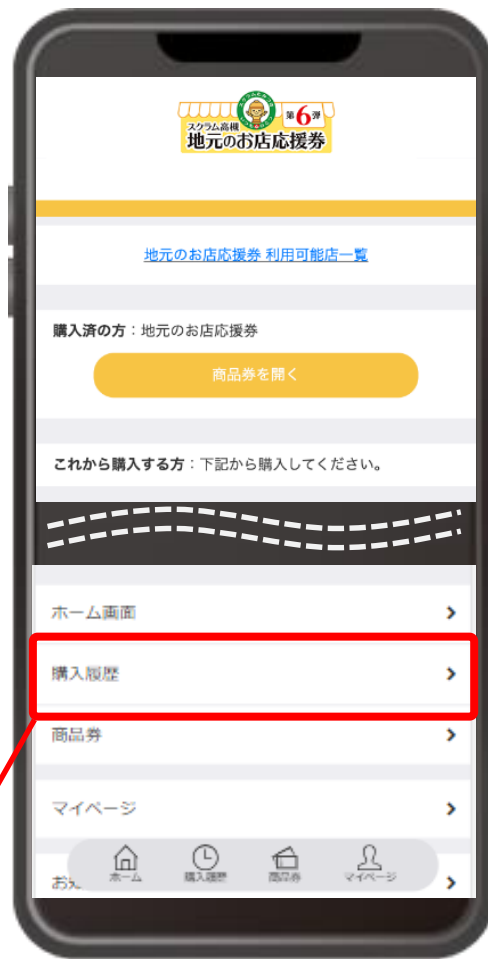 第6弾
スクラム高槻
地元のお店応援券
地元のお店応援券 利用可能店一覧
購入済の方：地元のお店応援券
商品券を開く
これから購入する方：下記から購入してください。
ホーム画面
購入履歴
商品券
マイページ
お
ホーム 購入履歴 商品券 マイページ